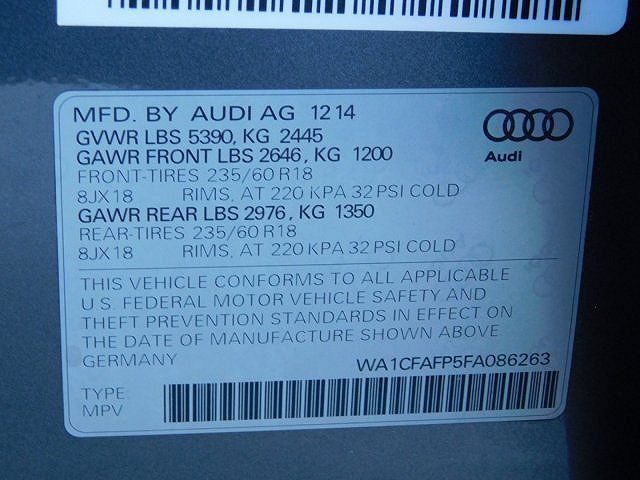 MFD. BY AUDI AG 12 14
GVWR LBS 5390, KG 2445
GAWR FRONT LBS 2646, KG 1200
FRONT-TIRES 235/60 R18
8JX18 RIMS, AT 220 KPA 32 PSI COLD
GAWR REAR LBS 2976, KG 1350
REAR-TIRES 235/60 R18
8JX18 RIMS, AT 220 KPA 32 PSI COLD
Audi
THIS VEHICLE CONFORMS TO ALL APPLICABLE
U.S. FEDERAL MOTOR VEHICLE SAFETY AND
THEFT PREVENTION STANDARDS IN EFFECT ON
THE DATE OF MANUFACTURE SHOWN ABOVE
GERMANY WA1CFAFP5FA086263
TYPE:
MPV